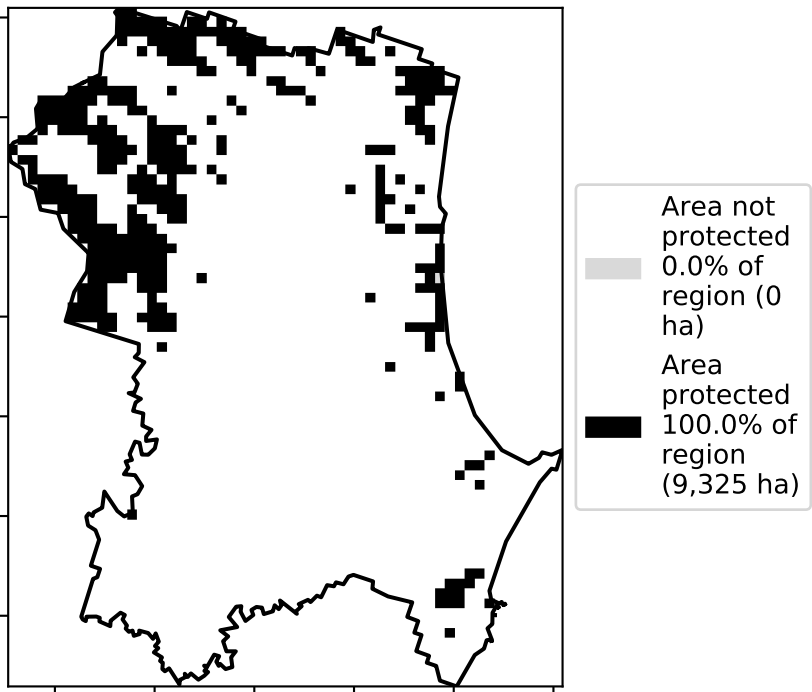 Area not
protected
0.0% of
region (0
ha)
Area
protected
100.0% of
region
(9,325 ha)